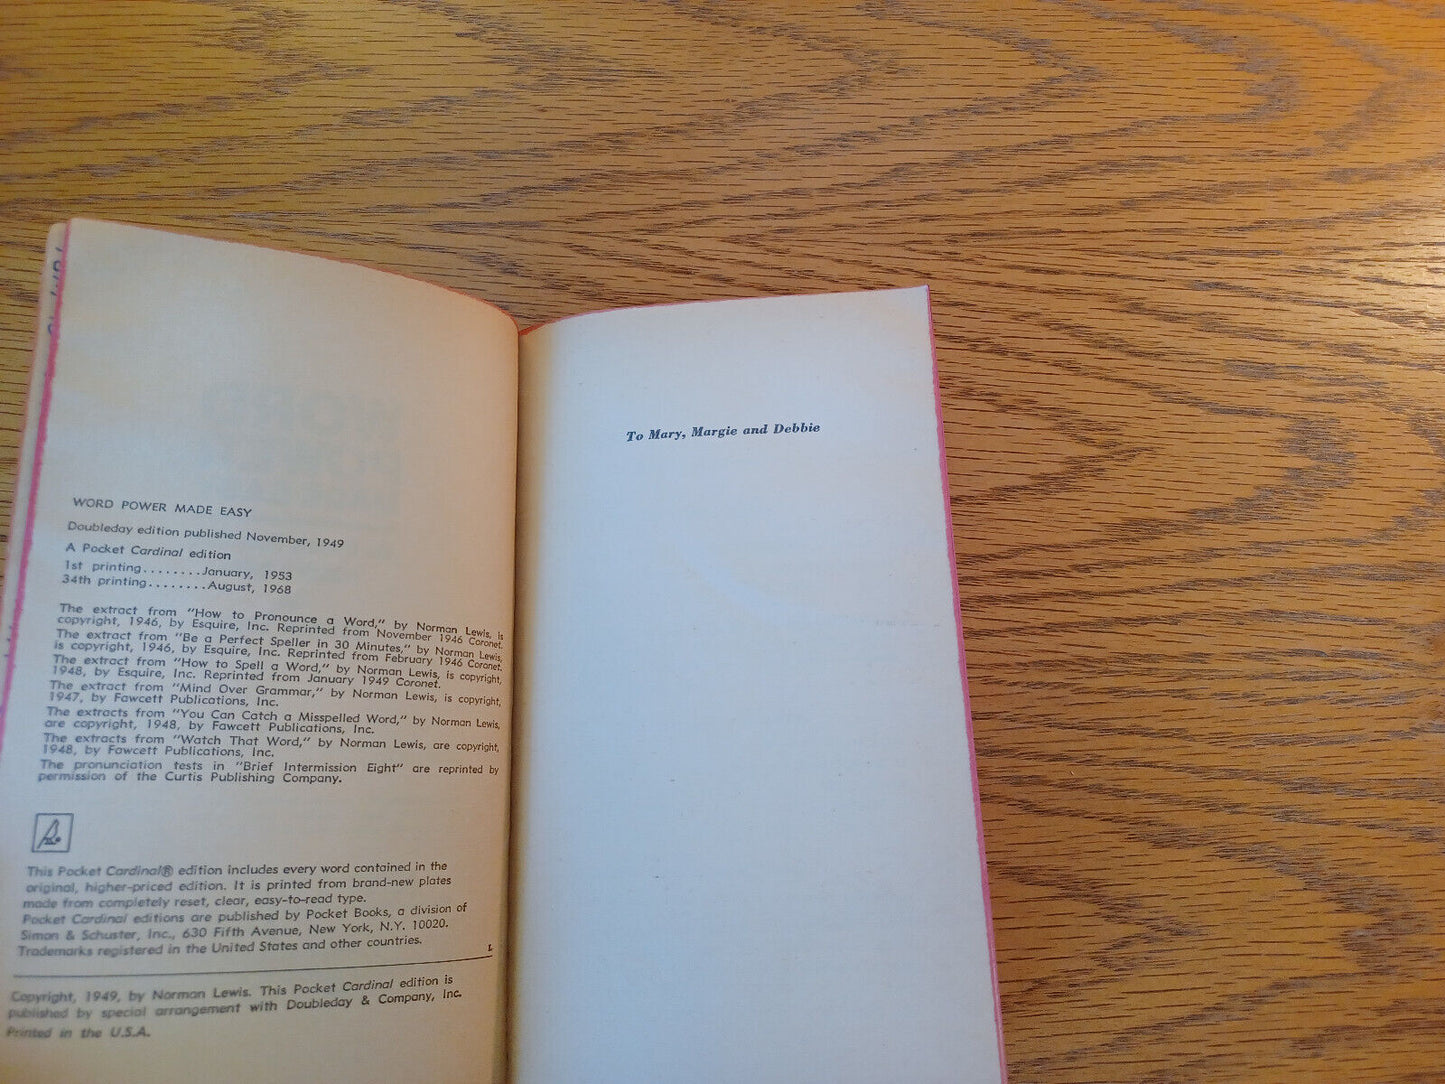 WORD POWER MADE EASY
Doubleday edition published November, 1949
A Pocket Cardinal edition
1st printing........January, 1953
34th printing........August, 1968
The extract from "How to Pronounce a Word," by Norman Lewis, is
copyright, 1946, by Esquire, Inc. Reprinted from November 1946 Coronet.
The extract from "Be a Perfect Speller in 30 Minutes," by Norman Lewis,
is copyright, 1946, by Esquire, Inc. Reprinted from February 1946 Coronet.
The extract from "How to Spell a Word," by Norman Lewis, is copyright,
1948, by Esquire, Inc. Reprinted from January 1949 Coronet.
The extract from "Mind Over Grammar," by Norman Lewis, is copyright,
1947, by Fawcett Publications, Inc.
The extracts from "You Can Catch a Misspelled Word," by Norman Lewis,
are copyright, 1948, by Fawcett Publications, Inc.
The extracts from "Watch That Word," by Norman Lewis, are copyright,
1948, by Fawcett Publications, Inc.
The pronunciation tests in "Brief Intermission Eight" are reprinted by
permission of the Curtis Publishing Company.
This Pocket Cardinal® edition includes every word contained in the
original, higher-priced edition. It is printed from brand-new plates
made from completely reset, clear, easy-to-read type.
Pocket Cardinal editions are published by Pocket Books, a division of
Simon & Schuster, Inc., 630 Fifth Avenue, New York, N.Y. 10020.
Trademarks registered in the United States and other countries.
L
Copyright, 1949, by Norman Lewis. This Pocket Cardinal edition is
published by special arrangement with Doubleday & Company, Inc.
Printed in the U.S.A.
To Mary, Margie and Debbie